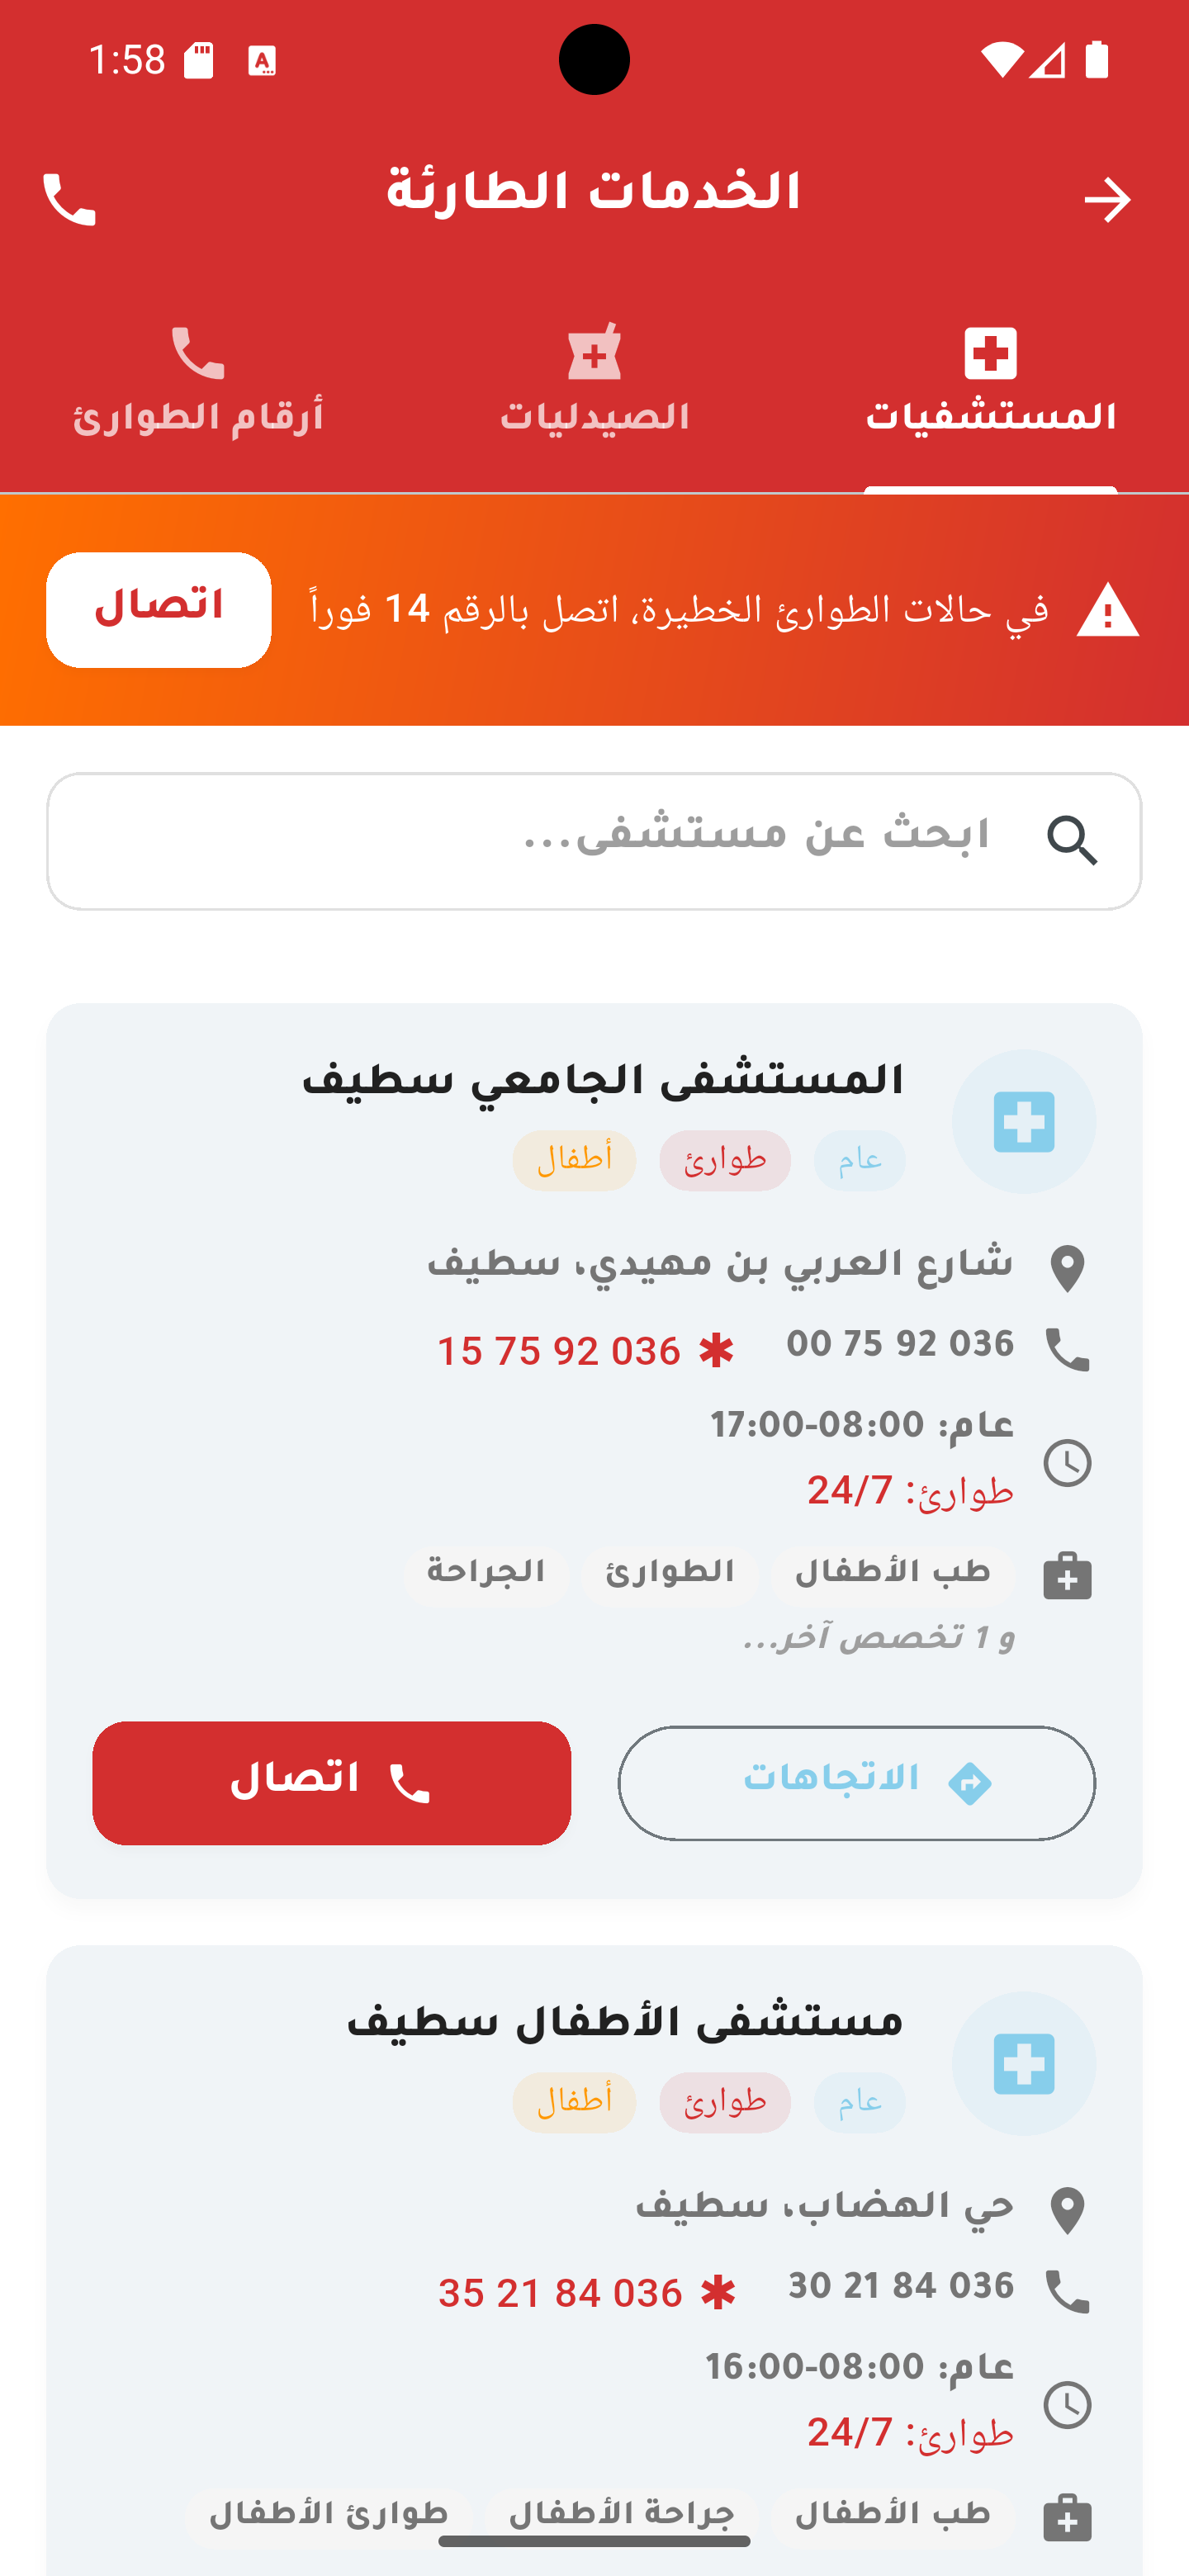 1:58
الخدمات الطارئة
المستشفيات
الصيدليات
أرقام الطوارئ
في حالات الطوارئ الخطيرة، اتصل بالرقم 14 فوراً
اتصال
ابحث عن مستشفى...
المستشفى الجامعي سطيف
عام طوارئ أطفال
شارع العربي بن مهيدي، سطيف
00 75 92 036
15 75 92 036
عام: 08:00-17:00
طوارئ: 24/7
طب الأطفال الطوارئ الجراحة
و 1 تخصص آخر...
الاتجاهات
اتصال
مستشفى الأطفال سطيف
عام طوارئ أطفال
حي الهضاب، سطيف
30 21 84 036
35 21 84 036
عام: 08:00-16:00
طوارئ: 24/7
طب الأطفال جراحة الأطفال طوارئ الأطفال